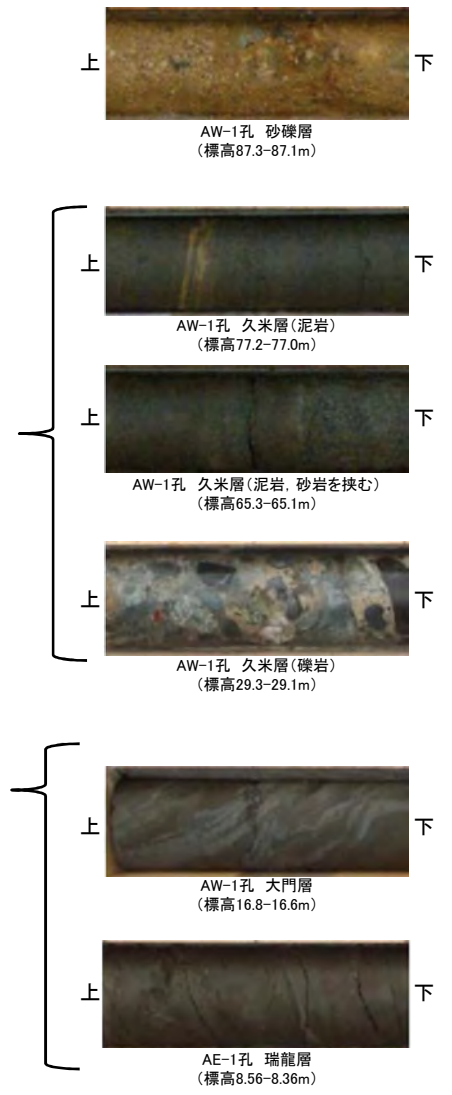 上 下
AW-1孔 砂礫層
（標高87.3-87.1m）
上 下
AW-1孔 久米層（泥岩）
（標高77.2-77.0m）
上 下
AW-1孔 久米層（泥岩，砂岩を挟む）
（標高65.3-65.1m）
上 下
AW-1孔 久米層（礫岩）
（標高29.3-29.1m）
上 下
AW-1孔 大門層
（標高16.8-16.6m）
上 下
AE-1孔 瑞龍層
（標高8.56-8.36m）